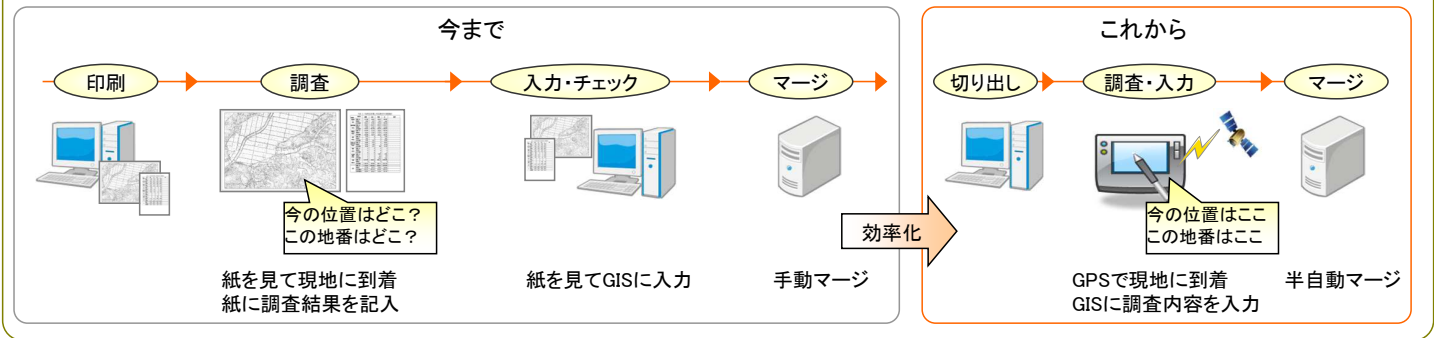 今まで
印刷
調査
入力・チェック
マージ
今の位置はどこ？
この地番はどこ？
紙を見て現地に到着
紙に調査結果を記入
紙を見てGISに入力
手動マージ
効率化
これから
切り出し
調査・入力
マージ
今の位置はここ
この地番はここ
GPSで現地に到着
GISに調査内容を入力
半自動マージ